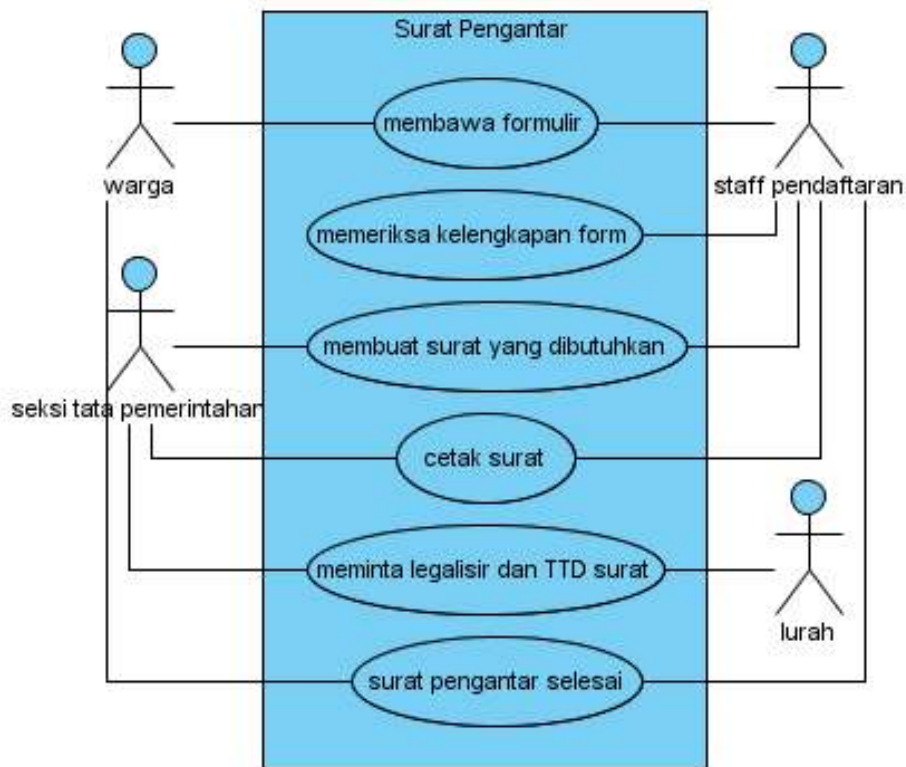 Surat Pengantar
membawa formulir
warga
staff pendaftaran
memeriksa kelengkapan form
membuat surat yang dibutuhkan
seksi tata pemerintahan
cetak surat
meminta legalisir dan TTD surat
lurah
surat pengantar selesai